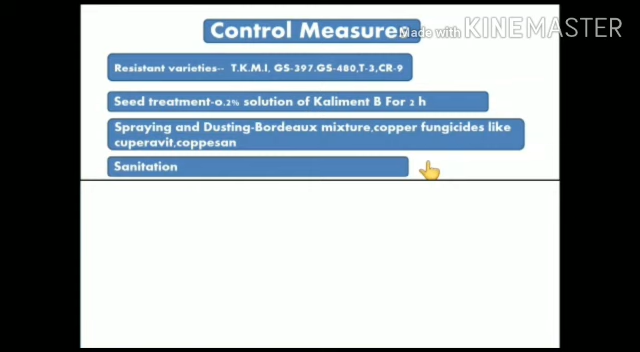 Control Measures
Made with KINEMASTER
Resistant varieties-- T.K.M.I, GS-397.GS-480,T-3,CR-9
Seed treatment-0.2% solution of Kaliment B For 2 h
Spraying and Dusting-Bordeaux mixture,copper fungicides like
cuperavit,coppesan
Sanitation